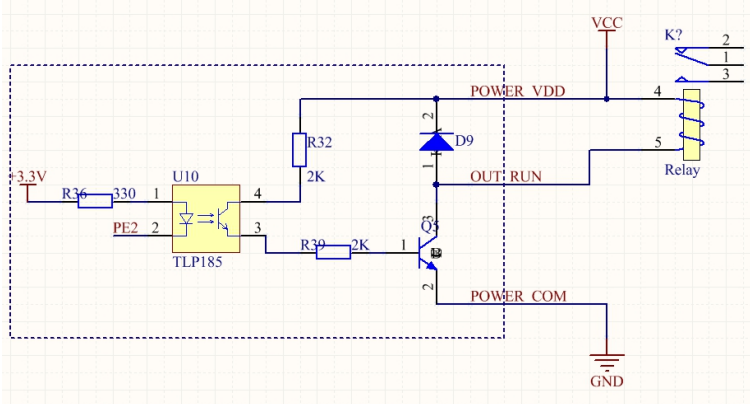 VCC
K?
2
1
3
POWER_VDD
4
2
R32
D9
5
+3.3V
U10
1
OUT_RUN
Relay
R36
330
1
4
2K
PE2
2
3
3
Q5
R39
2K
1
TLP185
2
POWER_COM
GND